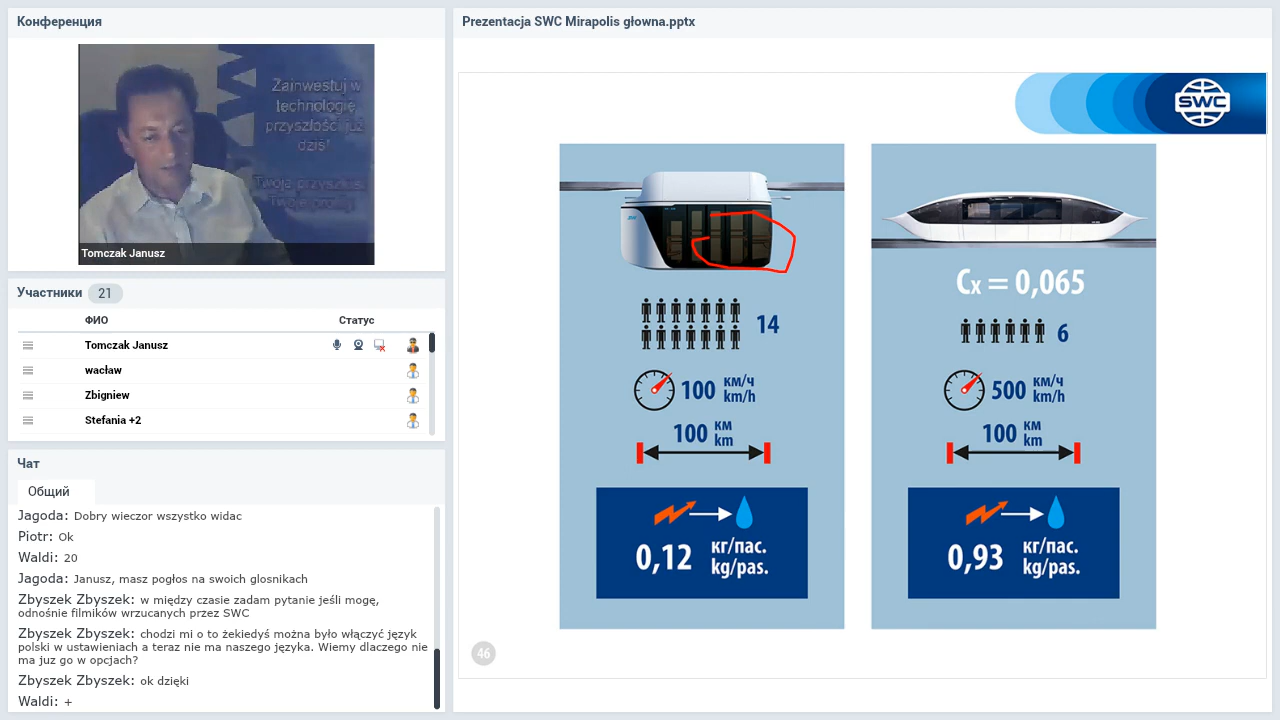 Конференция
Zainwestuj w
technologię
przyszłości już
dziś!
Twoja przyszłość
Twoje profity
Tomczak Janusz
Участники 21
ФИО Статус
Tomczak Janusz
wacław
Zbigniew
Stefania +2
Чат
Общий
Jagoda: Dobry wieczor wszystko widac
Piotr: Ok
Waldi: 20
Jagoda: Janusz, masz pogłos na swoich glosnikach
Zbyszek Zbyszek: w między czasie zadam pytanie jeśli mogę,
odnośnie filmików wrzucanych przez SWC
Zbyszek Zbyszek: chodzi mi o to żekiedyś można było włączyć język
polski w ustawieniach a teraz nie ma naszego języka. Wiemy dlaczego nie
ma juz go w opcjach?
Zbyszek Zbyszek: ok dzięki
Waldi: +
Prezentacja SWC Mirapolis głowna.pptx
SWC
14
100 км/ч
km/h
100 км
km
0,12 кг/пас.
kg/pas.
Cx = 0,065
6
500 км/ч
km/h
100 км
km
0,93 кг/пас.
kg/pas.
46